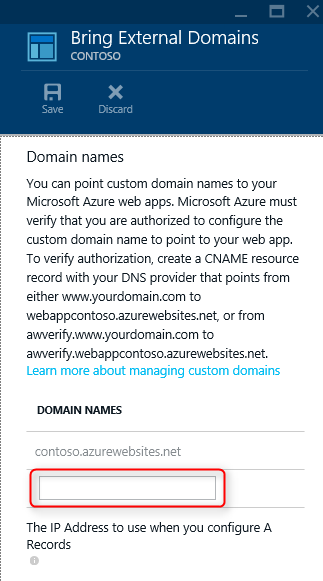 Bring External Domains
CONTOSO
Save
Discard
Domain names
You can point custom domain names to your
Microsoft Azure web apps. Microsoft Azure must
verify that you are authorized to configure the
custom domain name to point to your web app.
To verify authorization, create a CNAME resource
record with your DNS provider that points from
either www.yourdomain.com to
webappcontoso.azurewebsites.net, or from
awverify.www.yourdomain.com to
awverify.webappcontoso.azurewebsites.net.
Learn more about managing custom domains
DOMAIN NAMES
contoso.azurewebsites.net
The IP Address to use when you configure A
Records